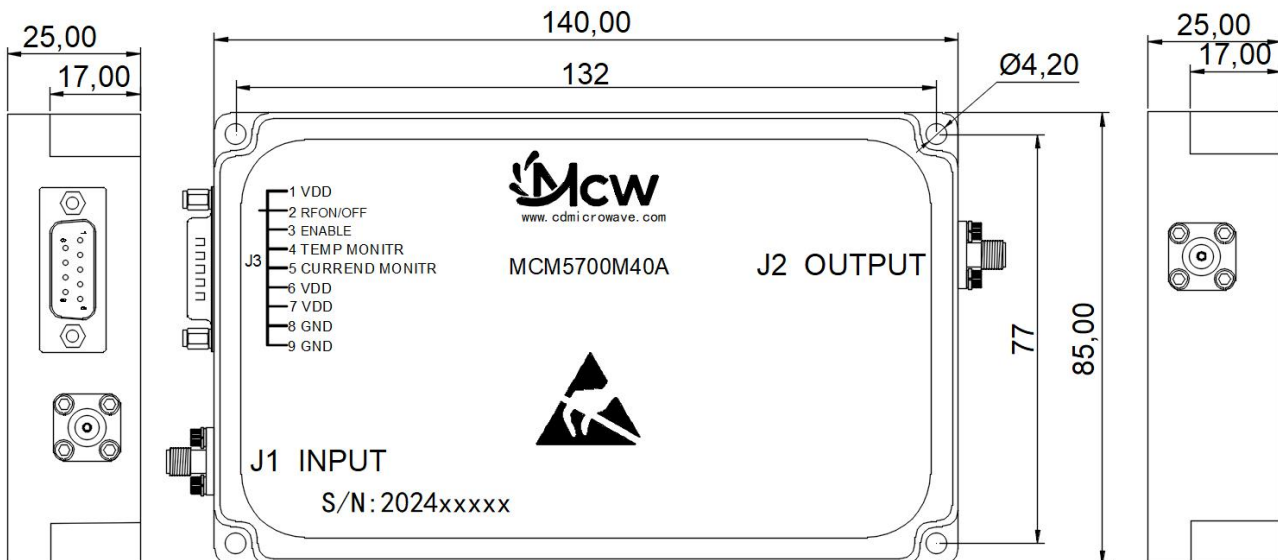 25,00
17,00
140,00
132
Ø4,20
25,00
17,00
MCW
www.cdmicrowave.com
MCM5700M40A
J3
1 VDD
2 RFON/OFF
3 ENABLE
4 TEMP MONITR
5 CURREND MONITR
6 VDD
7 VDD
8 GND
9 GND
J2 OUTPUT
77
85,00
J1 INPUT
S/N:2024xxxxx